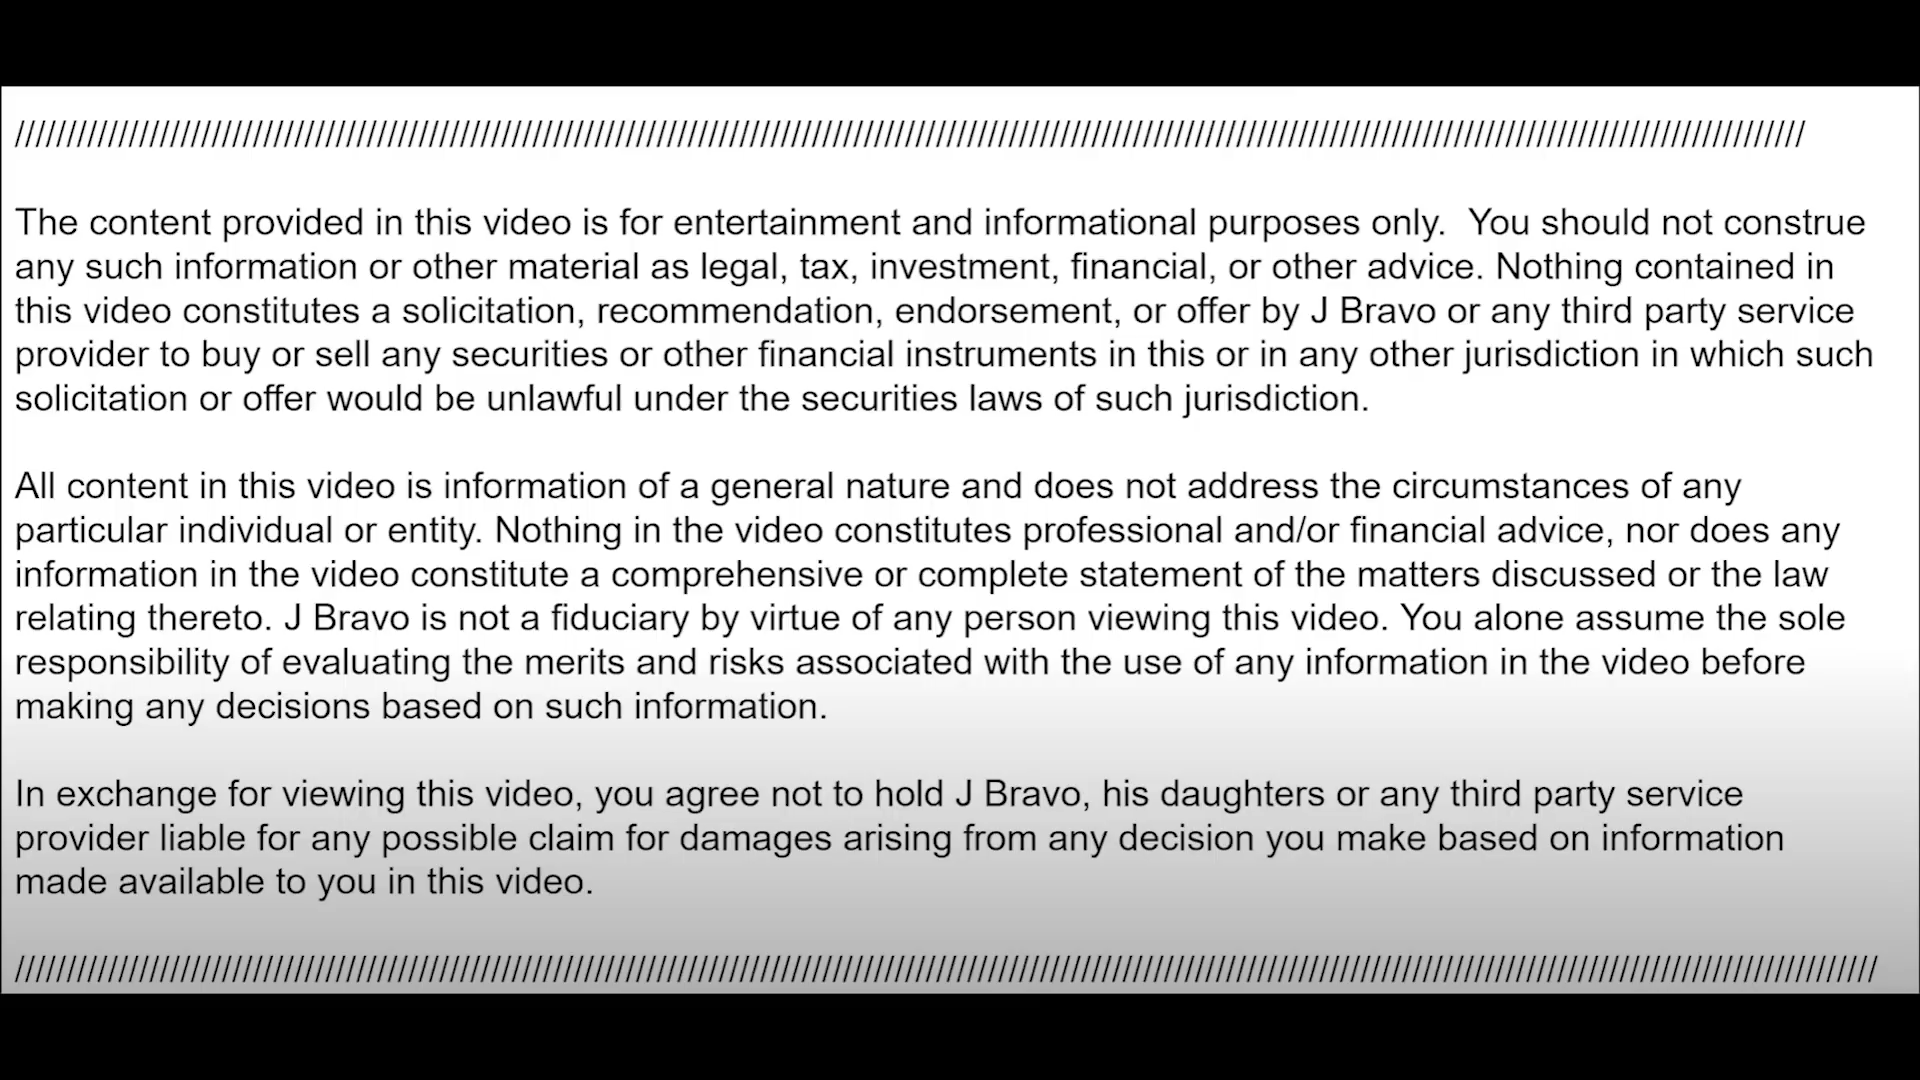 ////////////////////////////////////////////////////////////////////////////////////////////////////////////////////////////////////////////////////////////////////////////////
The content provided in this video is for entertainment and informational purposes only.  You should not construe
any such information or other material as legal, tax, investment, financial, or other advice. Nothing contained in
this video constitutes a solicitation, recommendation, endorsement, or offer by J Bravo or any third party service
provider to buy or sell any securities or other financial instruments in this or in any other jurisdiction in which such
solicitation or offer would be unlawful under the securities laws of such jurisdiction.
All content in this video is information of a general nature and does not address the circumstances of any
particular individual or entity. Nothing in the video constitutes professional and/or financial advice, nor does any
information in the video constitute a comprehensive or complete statement of the matters discussed or the law
relating thereto. J Bravo is not a fiduciary by virtue of any person viewing this video. You alone assume the sole
responsibility of evaluating the merits and risks associated with the use of any information in the video before
making any decisions based on such information.
In exchange for viewing this video, you agree not to hold J Bravo, his daughters or any third party service
provider liable for any possible claim for damages arising from any decision you make based on information
made available to you in this video.
////////////////////////////////////////////////////////////////////////////////////////////////////////////////////////////////////////////////////////////////////////////////////////